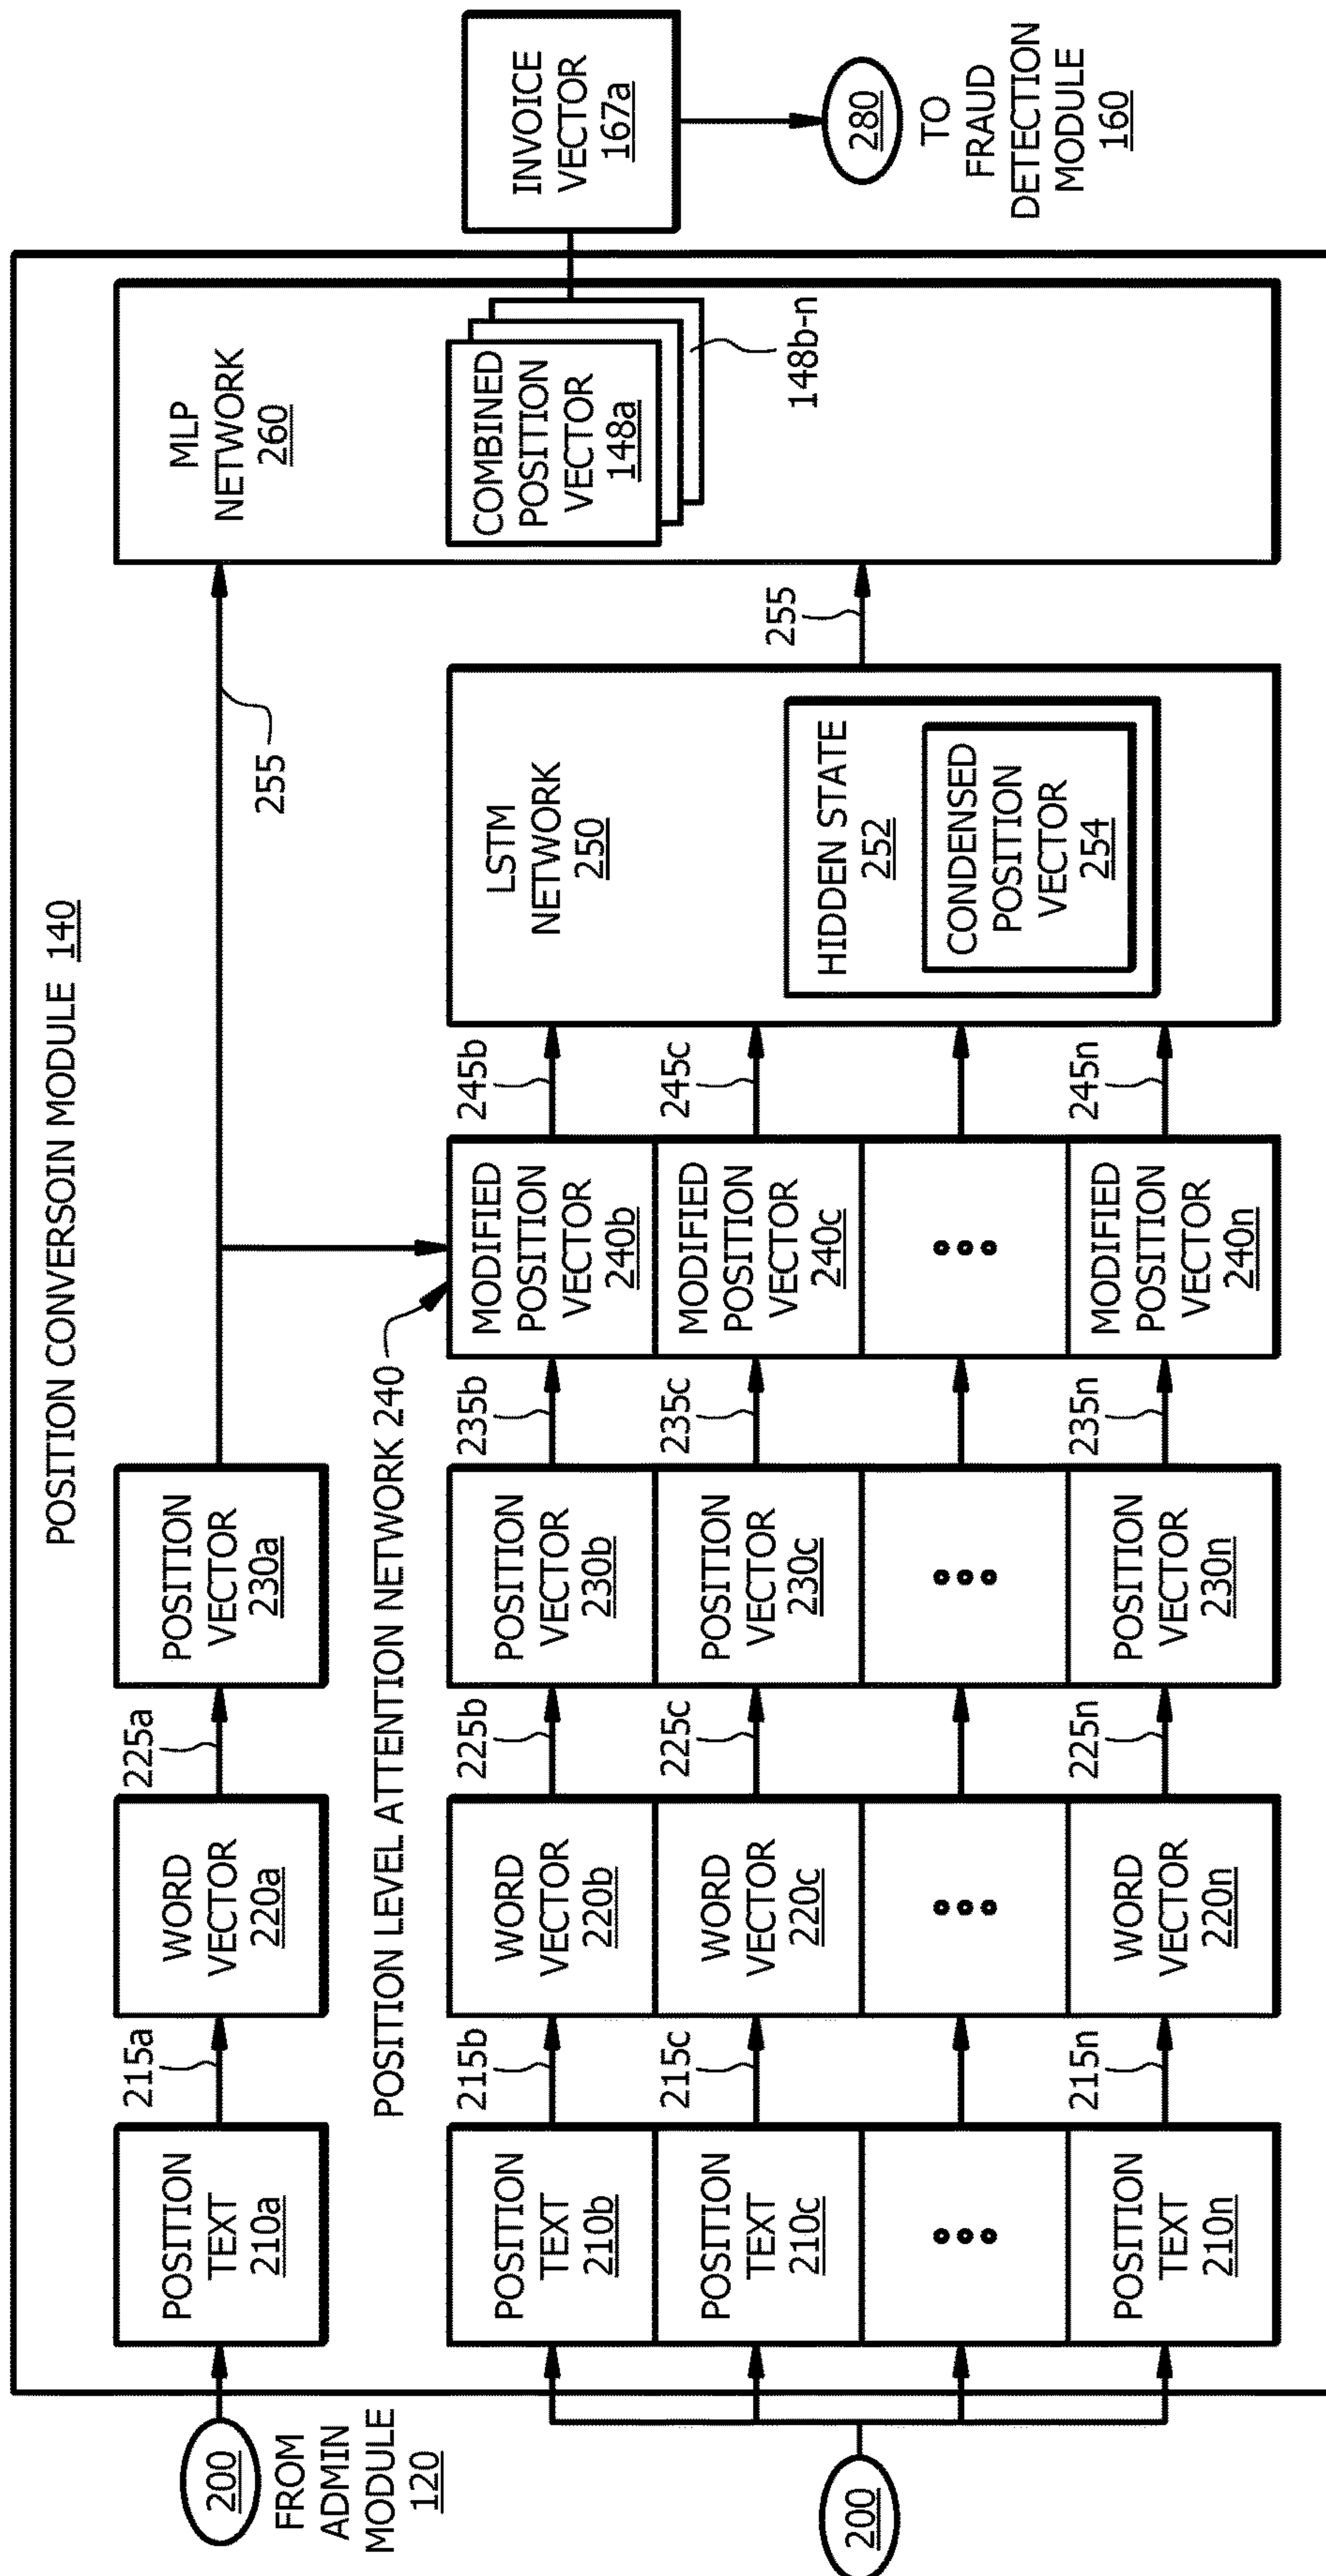 POSITION CONVERSOIN MODULE 140
200
FROM
ADMIN
MODULE
120
POSITION
TEXT
210a
215a
WORD
VECTOR
220a
225a
POSITION
VECTOR
230a
255
MLP
NETWORK
260
POSITION LEVEL ATTENTION NETWORK 240
200
POSITION
TEXT
210b
215b
WORD
VECTOR
220b
225b
POSITION
VECTOR
230b
235b
MODIFIED
POSITION
VECTOR
240b
245b
POSITION
TEXT
210c
215c
WORD
VECTOR
220c
225c
POSITION
VECTOR
230c
235c
MODIFIED
POSITION
VECTOR
240c
245c
POSITION
TEXT
210n
215n
WORD
VECTOR
220n
225n
POSITION
VECTOR
230n
235n
MODIFIED
POSITION
VECTOR
240n
245n
LSTM
NETWORK
250
HIDDEN STATE
252
CONDENSED
POSITION
VECTOR
254
255
COMBINED
POSITION
VECTOR
148a
148b-n
INVOICE
VECTOR
167a
280
TO
FRAUD
DETECTION
MODULE
160